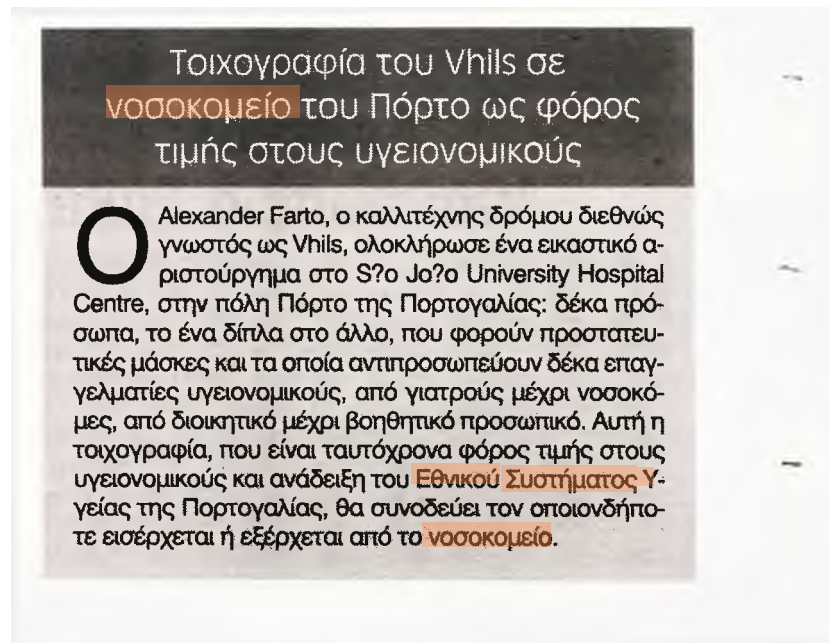 Τοιχογραφία του Vhils σε
νοσοκομείο του Πόρτο ως φόρος
τιμής στους υγειονομικούς
Ο Alexander Farto, ο καλλιτέχνης δρόμου διεθνώς
γνωστός ως Vhils, ολοκλήρωσε ένα εικαστικό α-
ριστούργημα στο S?o Jo?o University Hospital
Centre, στην πόλη Πόρτο της Πορτογαλίας: δέκα πρό-
σωπα, το ένα δίπλα στο άλλο, που φορούν προστατευ-
τικές μάσκες και τα οποία αντιπροσωπεύουν δέκα επαγ-
γελματίες υγειονομικούς, από γιατρούς μέχρι νοσοκό-
μες, από διοικητικό μέχρι βοηθητικό προσωπικό. Αυτή η
τοιχογραφία, που είναι ταυτόχρονα φόρος τιμής στους
υγειονομικούς και ανάδειξη του Εθνικού Συστήματος Υ-
γείας της Πορτογαλίας, θα συνοδεύει τον οποιονδήπο-
τε εισέρχεται ή εξέρχεται από το νοσοκομείο.